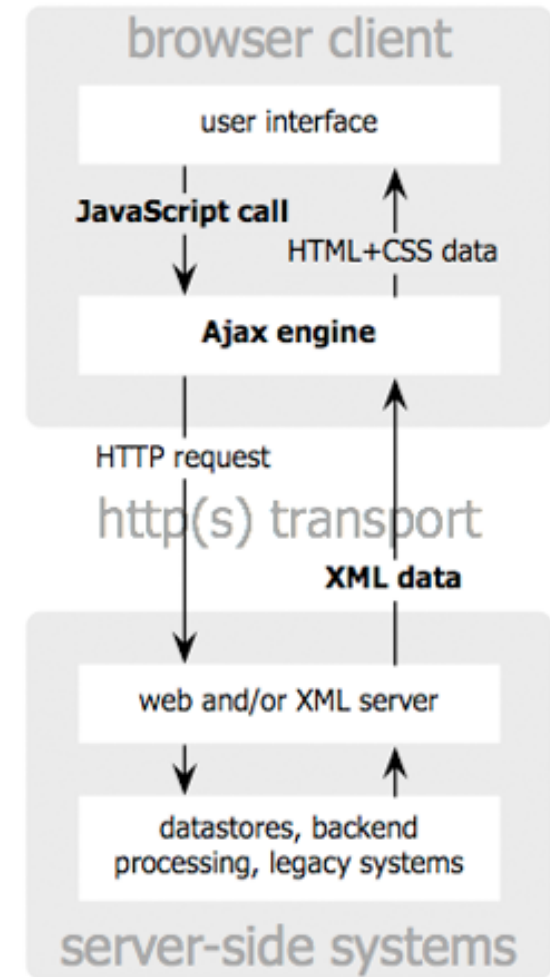 browser client
user interface
JavaScript call
HTML+CSS data
Ajax engine
HTTP request
http(s) transport
XML data
web and/or XML server
datastores, backend
processing, legacy systems
server-side systems